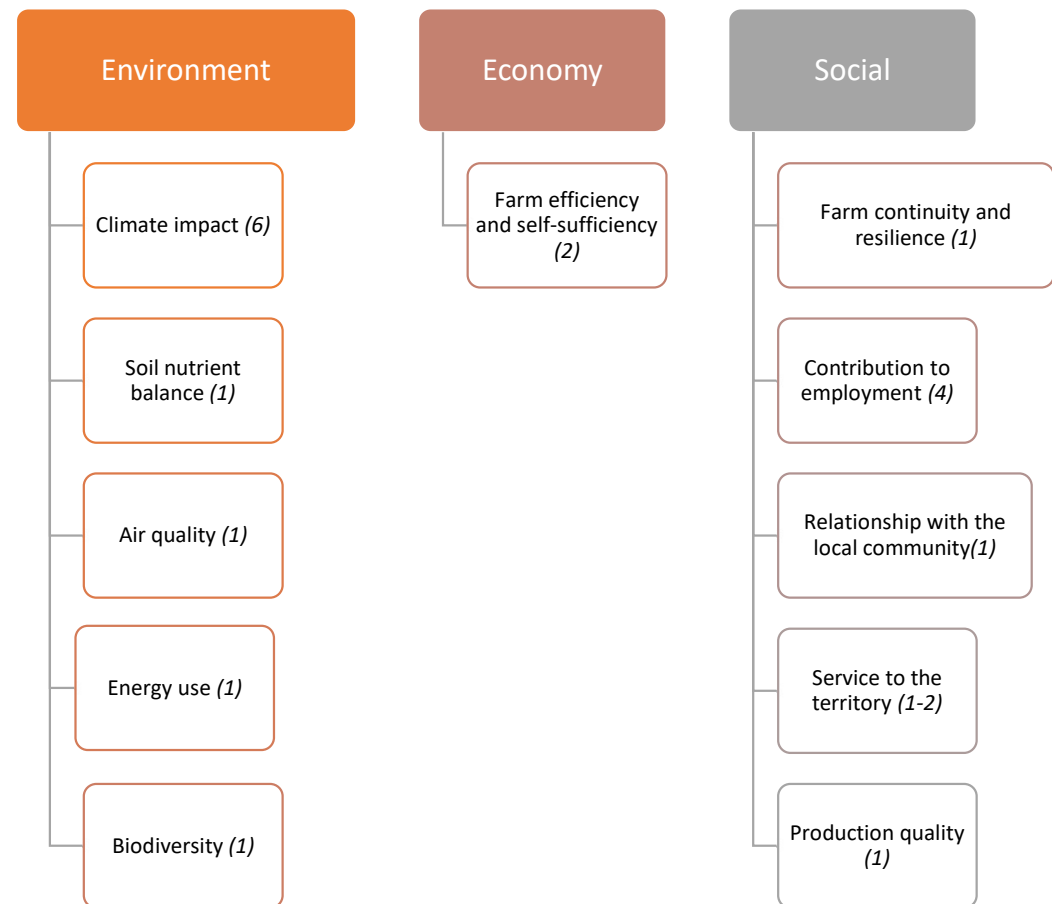 Environment
Climate impact (6)
Soil nutrient
balance (1)
Air quality (1)
Energy use (1)
Biodiversity (1)
Economy
Farm efficiency
and self-sufficiency
(2)
Social
Farm continuity and
resilience (1)
Contribution to
employment (4)
Relationship with the
local community(1)
Service to the
territory (1-2)
Production quality
(1)